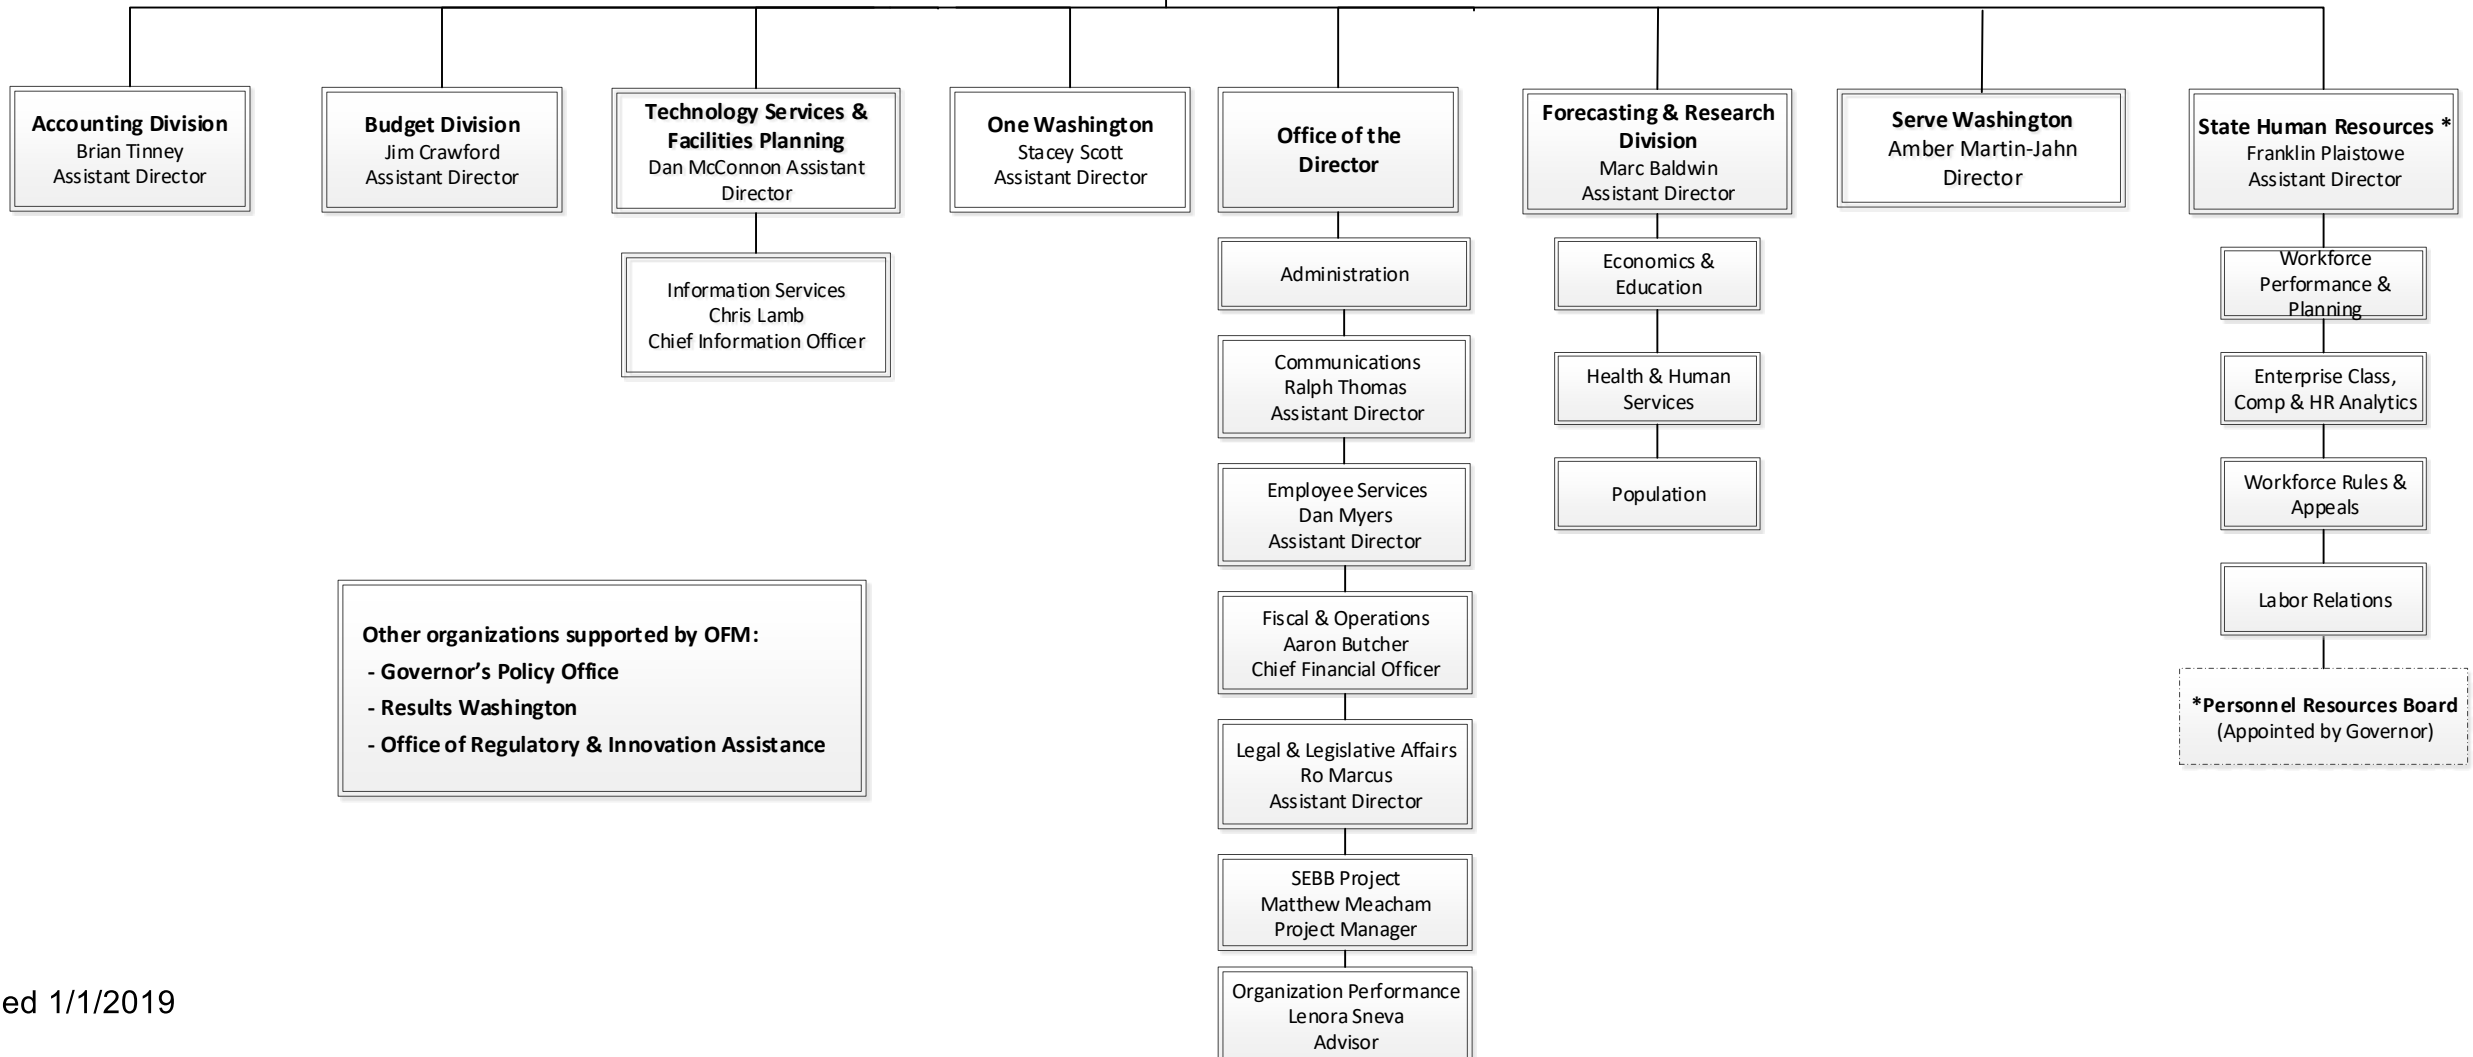 Accounting Division
Brian Tinney
Assistant Director
Budget Division
Jim Crawford
Assistant Director
Technology Services &
Facilities Planning
Dan McConnon Assistant
Director
One Washington
Stacey Scott
Assistant Director
Office of the
Director
Forecasting & Research
Division
Marc Baldwin
Assistant Director
Serve Washington
Amber Martin-Jahn
Director
State Human Resources *
Franklin Plaistowe
Assistant Director
Information Services
Chris Lamb
Chief Information Officer
Administration
Communications
Ralph Thomas
Assistant Director
Employee Services
Dan Myers
Assistant Director
Fiscal & Operations
Aaron Butcher
Chief Financial Officer
Legal & Legislative Affairs
Ro Marcus
Assistant Director
SEBB Project
Matthew Meacham
Project Manager
Organization Performance
Lenora Sneva
Advisor
Economics &
Education
Health & Human
Services
Population
Workforce
Performance &
Planning
Enterprise Class,
Comp & HR Analytics
Workforce Rules &
Appeals
Labor Relations
*Personnel Resources Board
(Appointed by Governor)
Other organizations supported by OFM:
- Governor’s Policy Office
- Results Washington
- Office of Regulatory & Innovation Assistance
ed 1/1/2019